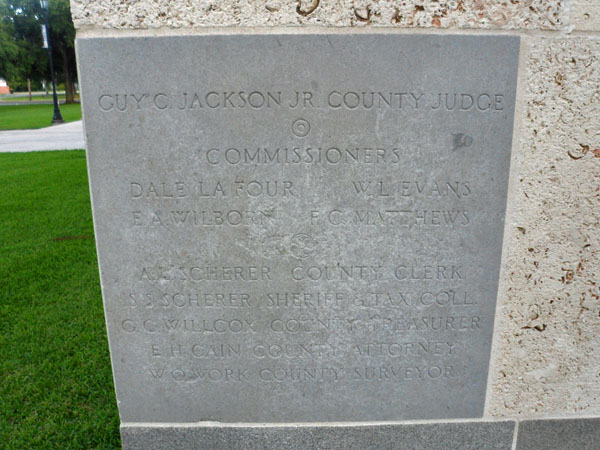 GUY C. JACKSON JR. COUNTY JUDGE
COMMISSIONERS
DALE LA FOUR W. L. EVANS
E. A. WILBORN F. C. MATTHEWS
A. L. SCHERER COUNTY CLERK
S. S. SCHERER SHERIFF & TAX COLL.
G. C. WILLCOX COUNTY TREASURER
E. H. CAIN COUNTY ATTORNEY
W. O. WORK COUNTY SURVEYOR